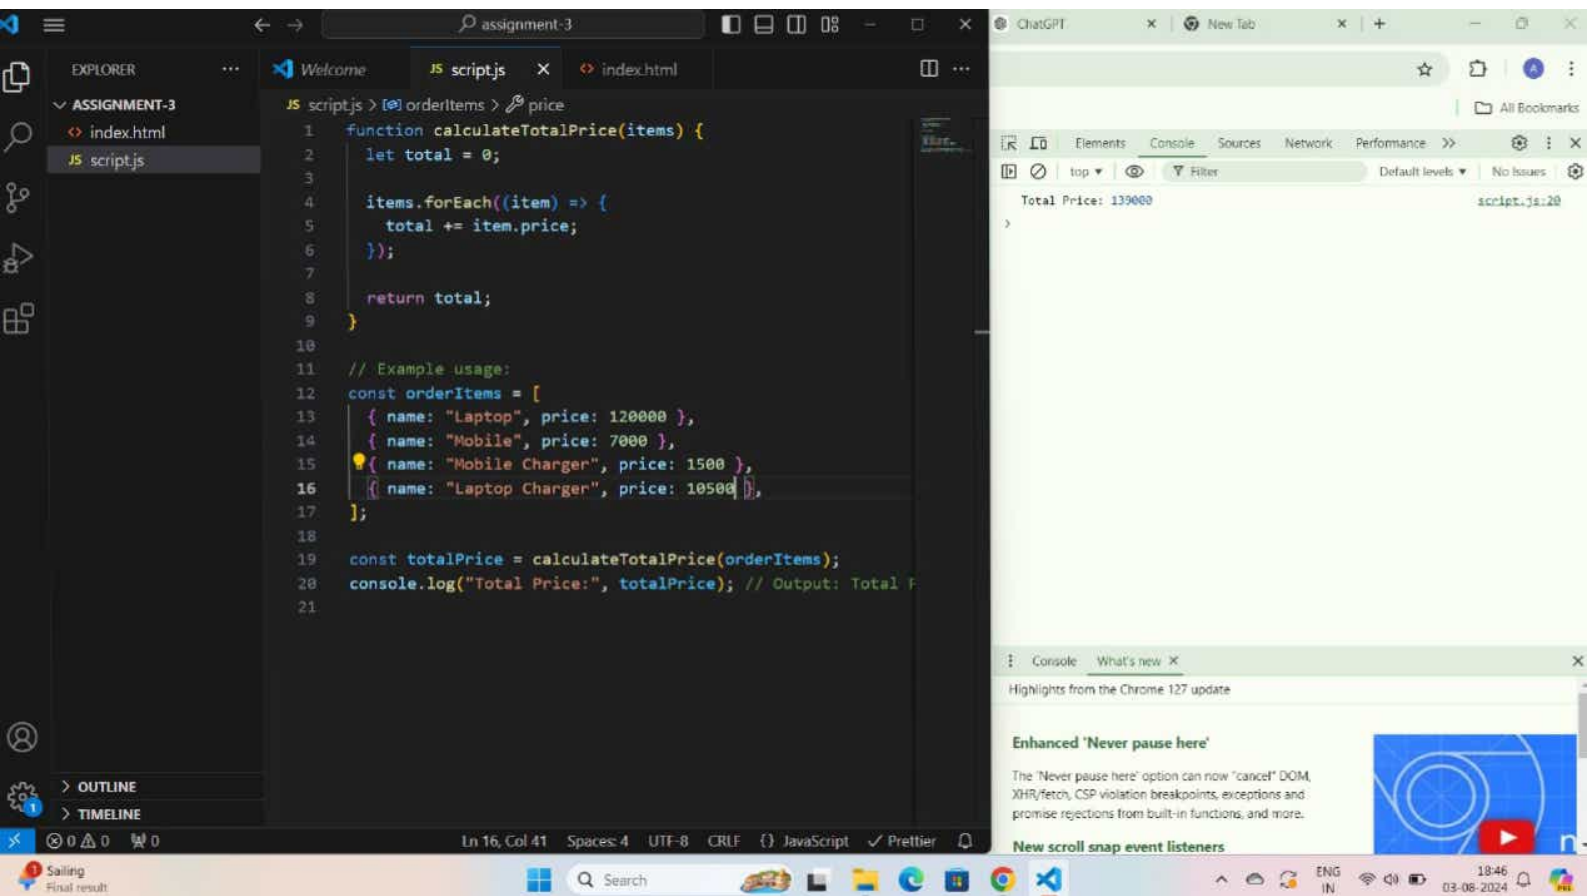 assignment-3
EXPLORER
Welcome
JS script.js
<> index.html
ASSIGNMENT-3
<> index.html
JS script.js
JS script.js > orderItems > price
1 function calculateTotalPrice(items) {
2 let total = 0;
3
4 items.forEach((item) => {
5 total += item.price;
6 });
7
8 return total;
9 }
10
11 // Example usage:
12 const orderItems = [
13 { name: "Laptop", price: 120000 },
14 { name: "Mobile", price: 7000 },
15 { name: "Mobile Charger", price: 1500 },
16 { name: "Laptop Charger", price: 10500 },
17 ];
18
19 const totalPrice = calculateTotalPrice(orderItems);
20 console.log("Total Price:", totalPrice); // Output: Total P
21
OUTLINE
TIMELINE
1
0 0 0
Ln 16, Col 41 Spaces: 4 UTF-8 CRLF {} JavaScript Prettier
ChatGPT
New Tab
All Bookmarks
Elements Console Sources Network Performance
top Filter Default levels No Issues
Total Price: 139000 script.js:20
Console What's new
Highlights from the Chrome 127 update
Enhanced 'Never pause here'
The 'Never pause here' option can now "cancel" DOM,
XHR/fetch, CSP violation breakpoints, exceptions and
promise rejections from built-in functions, and more.
New scroll snap event listeners
1
Sailing
Final result
Search
ENG
IN
18:46
03-08-2024